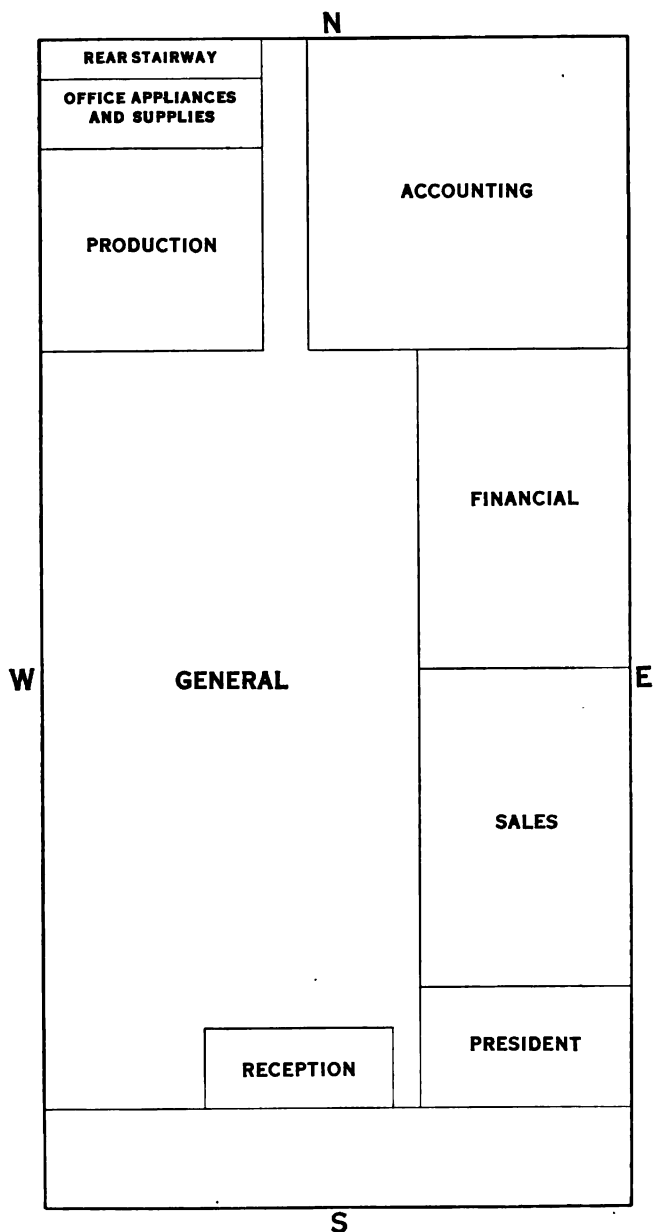 N
REAR STAIRWAY
OFFICE APPLIANCES
AND SUPPLIES
ACCOUNTING
PRODUCTION
FINANCIAL
W
GENERAL
E
SALES
PRESIDENT
RECEPTION
S